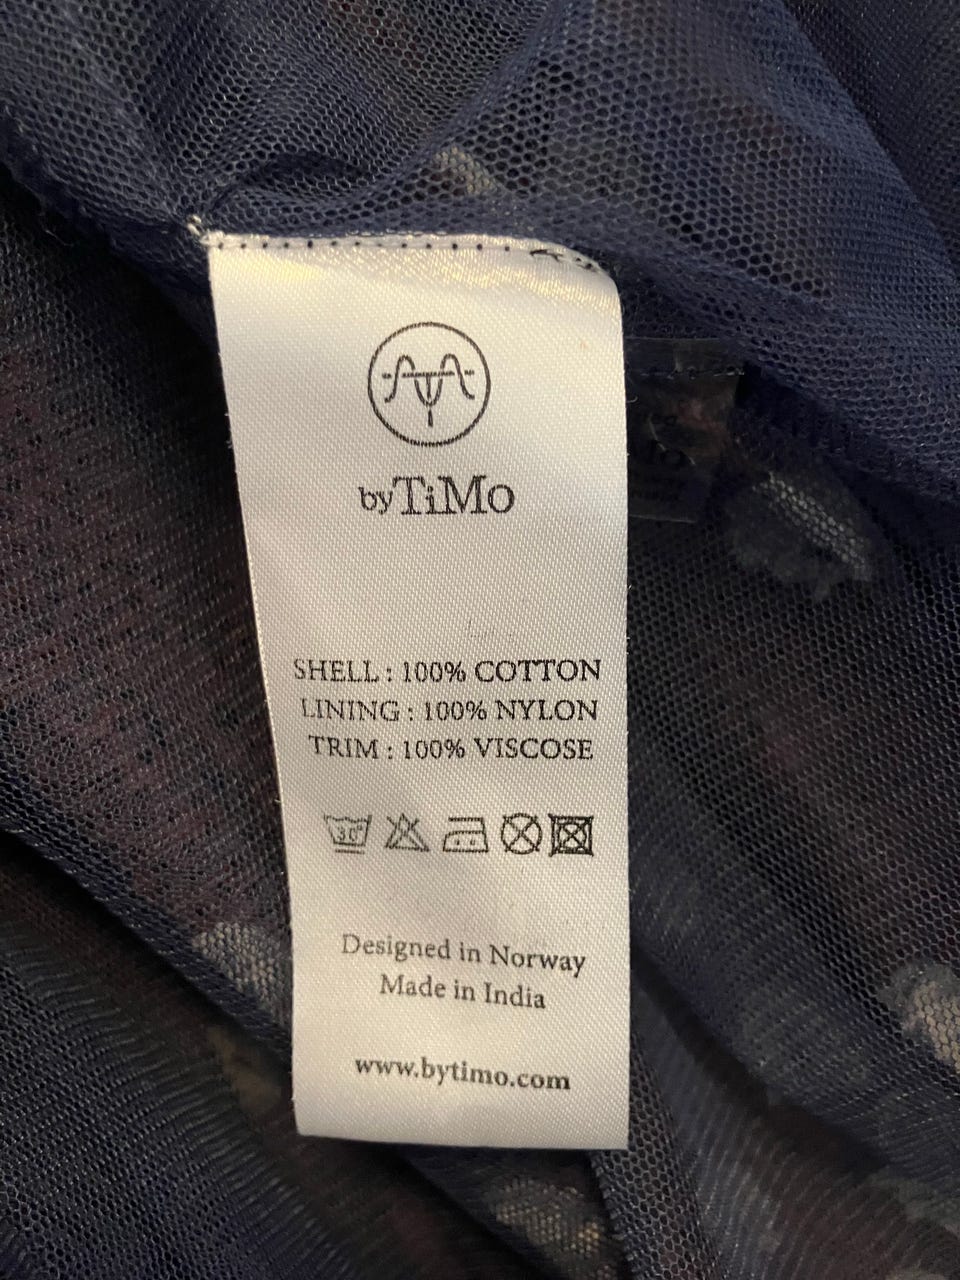 byTiMo
SHELL : 100% COTTON
LINING : 100% NYLON
TRIM : 100% VISCOSE
30°
Designed in Norway
Made in India
www.bytimo.com